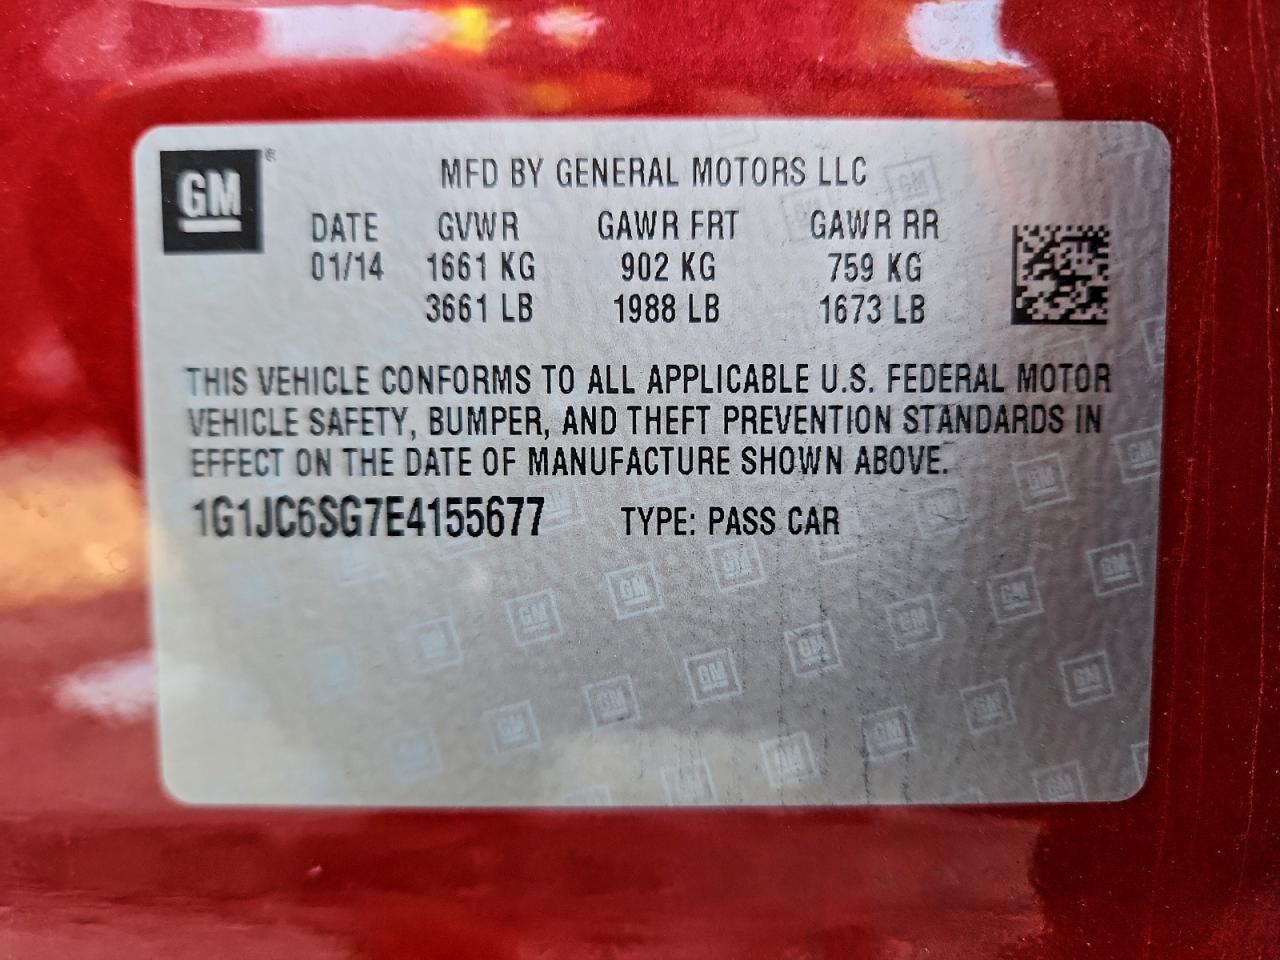 GM®
MFD BY GENERAL MOTORS LLC
DATE GVWR GAWR FRT GAWR RR
01/14 1661 KG 902 KG 759 KG
3661 LB 1988 LB 1673 LB
THIS VEHICLE CONFORMS TO ALL APPLICABLE U.S. FEDERAL MOTOR
VEHICLE SAFETY, BUMPER, AND THEFT PREVENTION STANDARDS IN
EFFECT ON THE DATE OF MANUFACTURE SHOWN ABOVE.
1G1JC6SG7E4155677 TYPE: PASS CAR